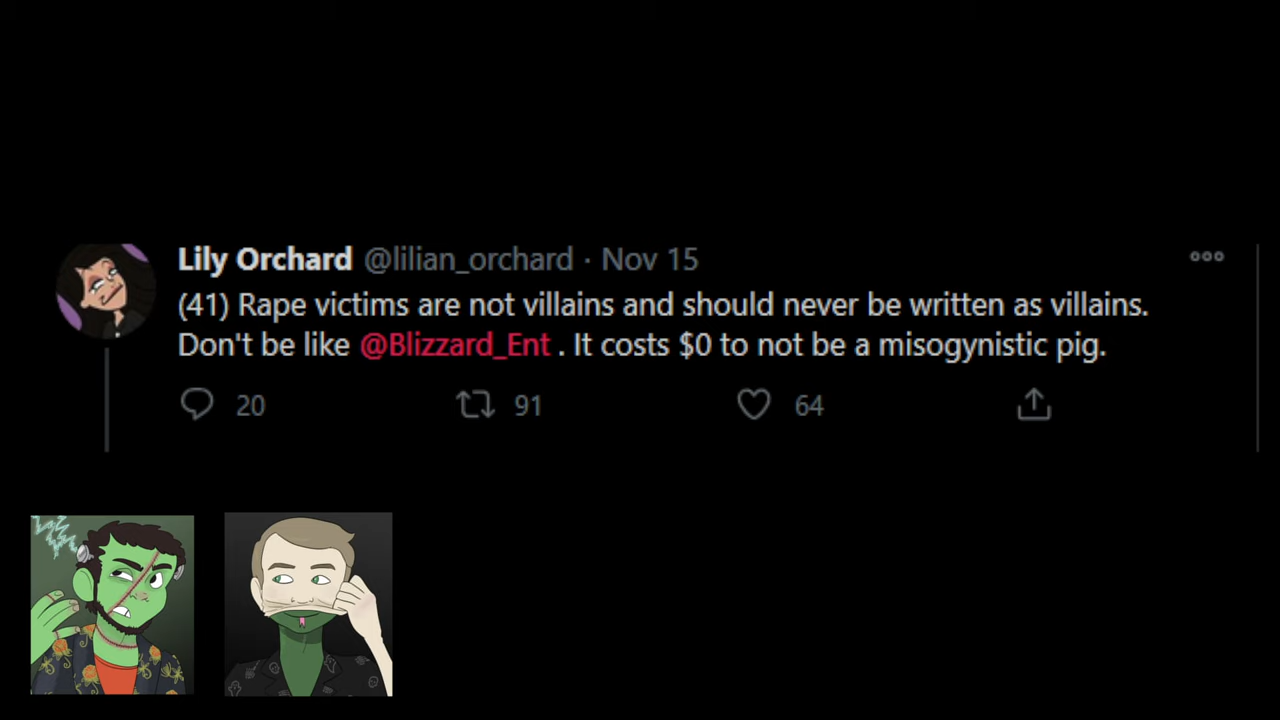 Lily Orchard @lilian_orchard · Nov 15
(41) Rape victims are not villains and should never be written as villains.
Don't be like @Blizzard_Ent . It costs $0 to not be a misogynistic pig.
20 91 64